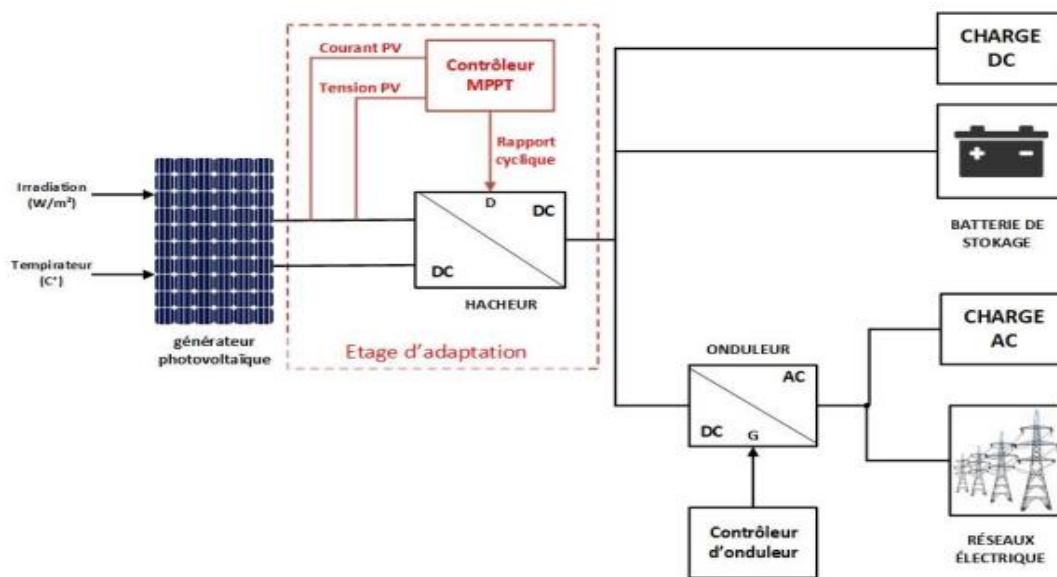 Courant PV
Tension PV
Contrôleur
MPPT
Rapport
cyclique
Irradiation
(W/m²)
Tempirateur
(C°)
D
DC
DC
HACHEUR
générateur
photovoltaïque
Etage d'adaptation
CHARGE
DC
+ -
BATTERIE DE
STOKAGE
ONDULEUR
AC
DC
G
Contrôleur
d'onduleur
CHARGE
AC
RÉSEAUX
ÉLECTRIQUE